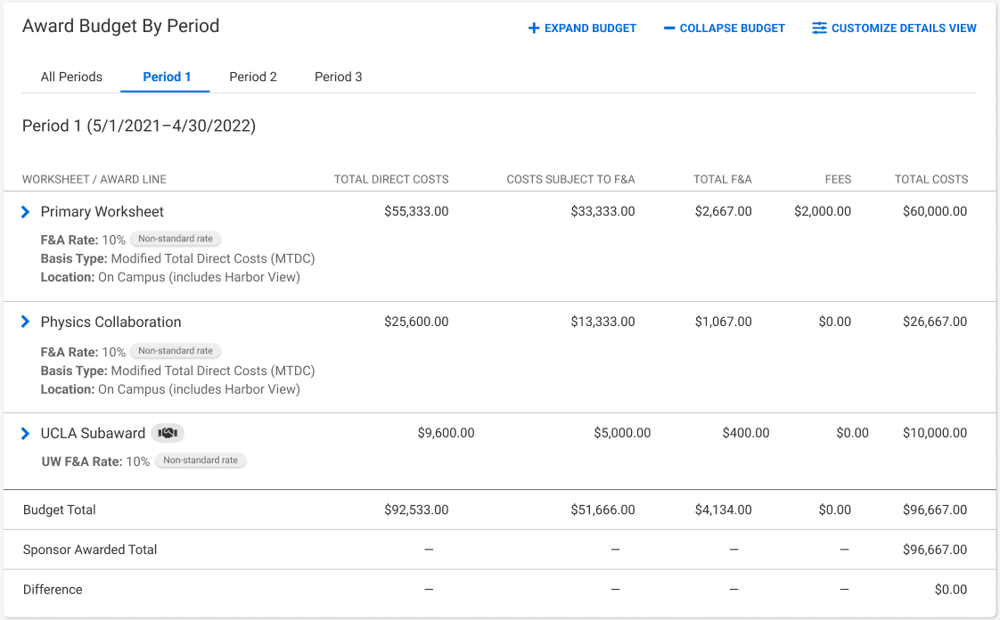 Award Budget By Period
EXPAND BUDGET COLLAPSE BUDGET CUSTOMIZE DETAILS VIEW
All Periods Period 1 Period 2 Period 3
Period 1 (5/1/2021–4/30/2022)
WORKSHEET / AWARD LINE TOTAL DIRECT COSTS COSTS SUBJECT TO F&A TOTAL F&A FEES TOTAL COSTS
Primary Worksheet $55,333.00 $33,333.00 $2,667.00 $2,000.00 $60,000.00
F&A Rate: 10% Non-standard rate
Basis Type: Modified Total Direct Costs (MTDC)
Location: On Campus (includes Harbor View)
Physics Collaboration $25,600.00 $13,333.00 $1,067.00 $0.00 $26,667.00
F&A Rate: 10% Non-standard rate
Basis Type: Modified Total Direct Costs (MTDC)
Location: On Campus (includes Harbor View)
UCLA Subaward $9,600.00 $5,000.00 $400.00 $0.00 $10,000.00
UW F&A Rate: 10% Non-standard rate
Budget Total $92,533.00 $51,666.00 $4,134.00 $0.00 $96,667.00
Sponsor Awarded Total — — — — $96,667.00
Difference — — — — $0.00